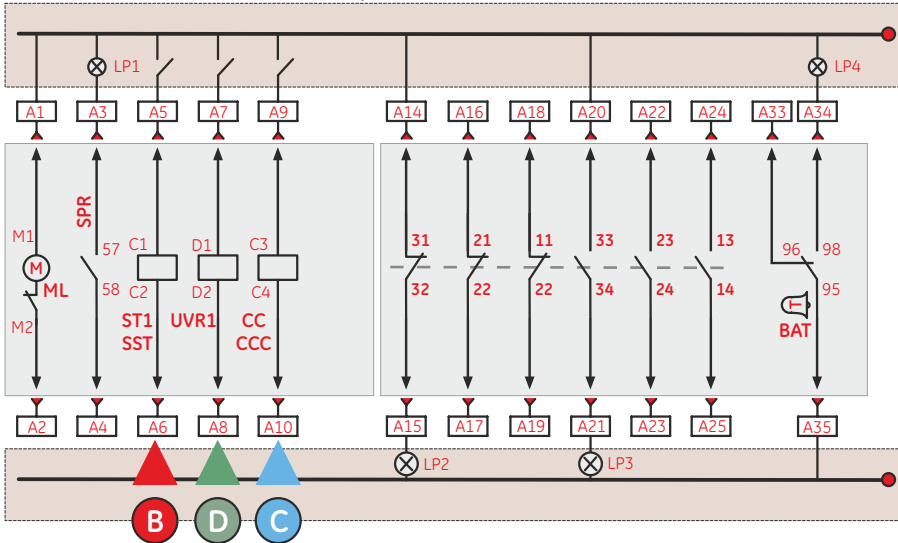 LP1
LP4
A1 A3 A5 A7 A9 A14 A16 A18 A20 A22 A24 A33 A34
SPR
M1 57 C1 D1 C3 31 21 11 33 23 13 96 98
M
ML 58 C2 D2 C4 32 22 22 34 24 14 95
M2 ST1 UVR1 CC T
SST CCC BAT
A2 A4 A6 A8 A10 A15 A17 A19 A21 A23 A25 A35
LP2 LP3
B D C